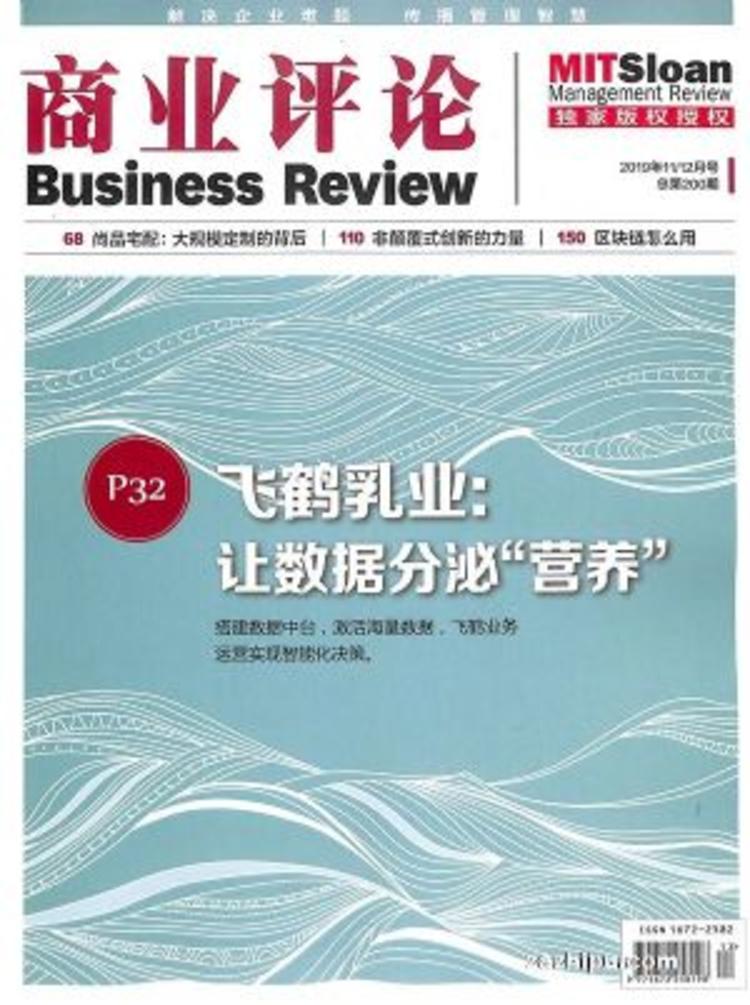 解决企业难题 传播管理智慧
商业评论
Business Review
MITSloan
Management Review
独家版权授权
2019年11/12月号
总第200期
68 尚品宅配：大规模定制的背后 | 110 非颠覆式创新的力量 | 150 区块链怎么用
P32
飞鹤乳业：
让数据分泌“营养”
搭建数据中台，激活海量数据，飞鹤业务
运营实现智能化决策。